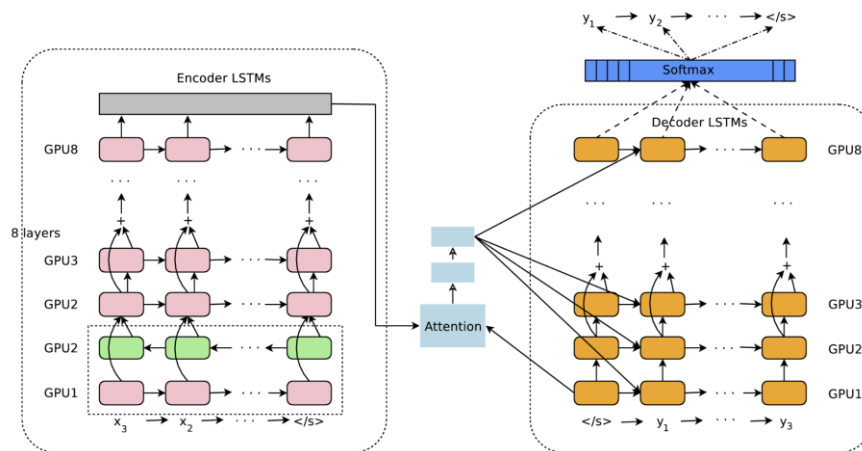 y1 y2 ... </s>
Softmax
Encoder LSTMs
Decoder LSTMs
GPU8
...
8 layers
+ + +
GPU3
GPU2
GPU2
GPU1
x3 x2 ... </s>
Attention
GPU8
...
+ + +
GPU3
GPU2
GPU1
</s> y1 ... y3